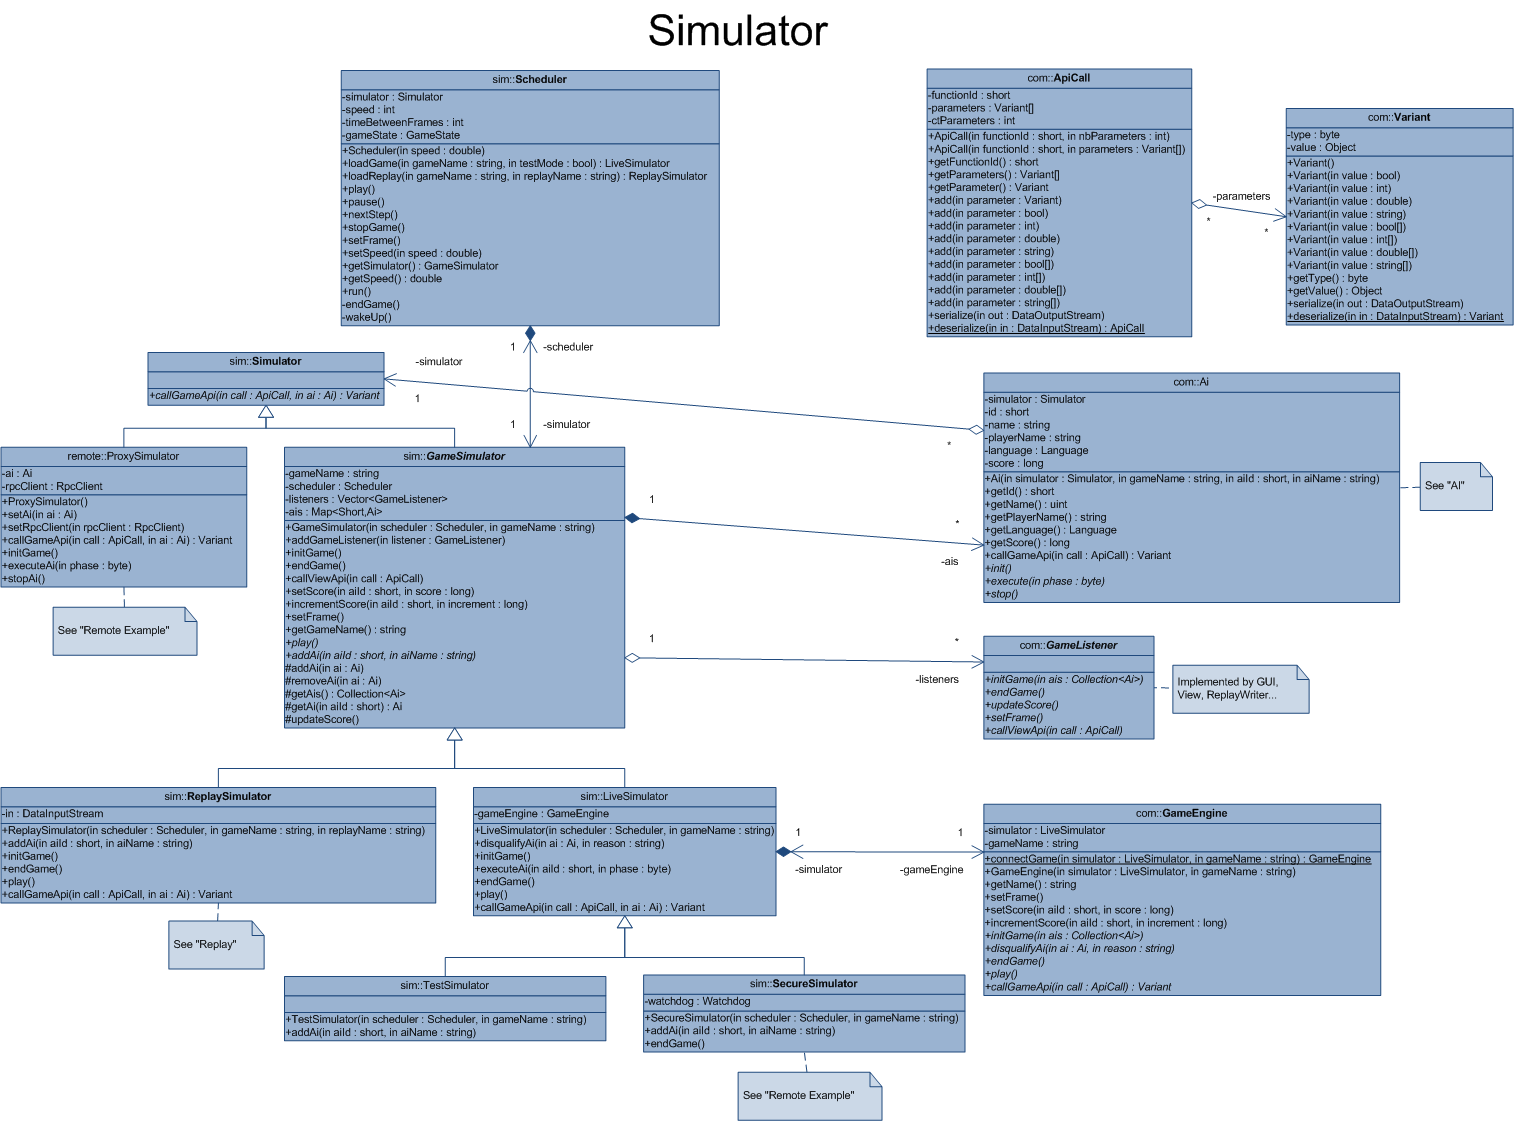 Simulator
sim::Scheduler
-simulator : Simulator
-speed : int
-timeBetweenFrames : int
-gameState : GameState
+Scheduler(in speed : double)
+loadGame(in gameName : string, in testMode : bool) : LiveSimulator
+loadReplay(in gameName : string, in replayName : string) : ReplaySimulator
+play()
+pause()
+nextStep()
+stopGame()
+setFrame()
+setSpeed(in speed : double)
+getSimulator() : GameSimulator
+getSpeed() : double
+run()
-endGame()
-wakeUp()
com::ApiCall
-functionId : short
-parameters : Variant[]
-ctParameters : int
+ApiCall(in functionId : short, in nbParameters : int)
+ApiCall(in functionId : short, in parameters : Variant[])
+getFunctionId() : short
+getParameters() : Variant[]
+getParameter() : Variant
+add(in parameter : Variant)
+add(in parameter : bool)
+add(in parameter : int)
+add(in parameter : double)
+add(in parameter : string)
+add(in parameter : bool[])
+add(in parameter : int[])
+add(in parameter : double[])
+add(in parameter : string[])
+serialize(in out : DataOutputStream)
+deserialize(in in : DataInputStream) : ApiCall
-parameters
*
*
com::Variant
-type : byte
-value : Object
+Variant()
+Variant(in value : bool)
+Variant(in value : int)
+Variant(in value : double)
+Variant(in value : string)
+Variant(in value : bool[])
+Variant(in value : int[])
+Variant(in value : double[])
+Variant(in value : string[])
+getType() : byte
+getValue() : Object
+serialize(in out : DataOutputStream)
+deserialize(in in : DataInputStream) : Variant
1
-scheduler
1
-simulator
sim::Simulator
+callGameApi(in call : ApiCall, in ai : Ai) : Variant
-simulator
1
*
com::Ai
-simulator : Simulator
-id : short
-name : string
-playerName : string
-language : Language
-score : long
+Ai(in simulator : Simulator, in gameName : string, in aiId : short, in aiName : string)
+getId() : short
+getName() : uint
+getPlayerName() : string
+getLanguage() : Language
+getScore() : long
+callGameApi(in call : ApiCall) : Variant
+init()
+execute(in phase : byte)
+stop()
See "AI"
remote::ProxySimulator
-ai : Ai
-rpcClient : RpcClient
+ProxySimulator()
+setAi(in ai : Ai)
+setRpcClient(in rpcClient : RpcClient)
+callGameApi(in call : ApiCall, in ai : Ai) : Variant
+initGame()
+executeAi(in phase : byte)
+stopAi()
See "Remote Example"
sim::GameSimulator
-gameName : string
-scheduler : Scheduler
-listeners : Vector<GameListener>
-ais : Map<Short,Ai>
+GameSimulator(in scheduler : Scheduler, in gameName : string)
+addGameListener(in listener : GameListener)
+initGame()
+endGame()
+callViewApi(in call : ApiCall)
+setScore(in aiId : short, in score : long)
+incrementScore(in aiId : short, in increment : long)
+setFrame()
+getGameName() : string
+play()
+addAi(in aiId : short, in aiName : string)
#addAi(in ai : Ai)
#removeAi(in ai : Ai)
#getAis() : Collection<Ai>
#getAi(in aiId : short) : Ai
#updateScore()
1
*
-ais
1
*
-listeners
com::GameListener
+initGame(in ais : Collection<Ai>)
+endGame()
+updateScore()
+setFrame()
+callViewApi(in call : ApiCall)
Implemented by GUI,
View, ReplayWriter...
sim::ReplaySimulator
-in : DataInputStream
+ReplaySimulator(in scheduler : Scheduler, in gameName : string, in replayName : string)
+addAi(in aiId : short, in aiName : string)
+initGame()
+endGame()
+play()
+callGameApi(in call : ApiCall, in ai : Ai) : Variant
See "Replay"
sim::LiveSimulator
-gameEngine : GameEngine
+LiveSimulator(in scheduler : Scheduler, in gameName : string)
+disqualifyAi(in ai : Ai, in reason : string)
+initGame()
+executeAi(in aiId : short, in phase : byte)
+endGame()
+play()
+callGameApi(in call : ApiCall, in ai : Ai) : Variant
1
1
-simulator
-gameEngine
com::GameEngine
-simulator : LiveSimulator
-gameName : string
+connectGame(in simulator : LiveSimulator, in gameName : string) : GameEngine
+GameEngine(in simulator : LiveSimulator, in gameName : string)
+getName() : string
+setFrame()
+setScore(in aiId : short, in score : long)
+incrementScore(in aiId : short, in increment : long)
+initGame(in ais : Collection<Ai>)
+disqualifyAi(in ai : Ai, in reason : string)
+endGame()
+play()
+callGameApi(in call : ApiCall) : Variant
sim::TestSimulator
+TestSimulator(in scheduler : Scheduler, in gameName : string)
+addAi(in aiId : short, in aiName : string)
sim::SecureSimulator
-watchdog : Watchdog
+SecureSimulator(in scheduler : Scheduler, in gameName : string)
+addAi(in aiId : short, in aiName : string)
+endGame()
See "Remote Example"